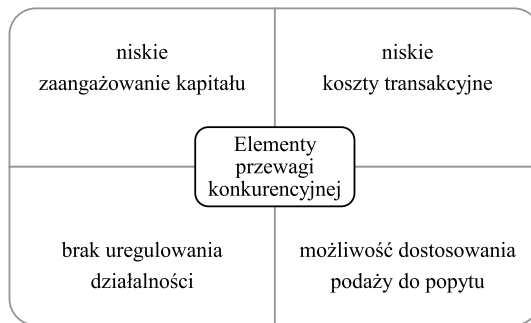 niskie
zaangażowanie kapitału
niskie
koszty transakcyjne
Elementy
przewagi
konkurencyjnej
brak uregulowania
działalności
możliwość dostosowania
podaży do popytu